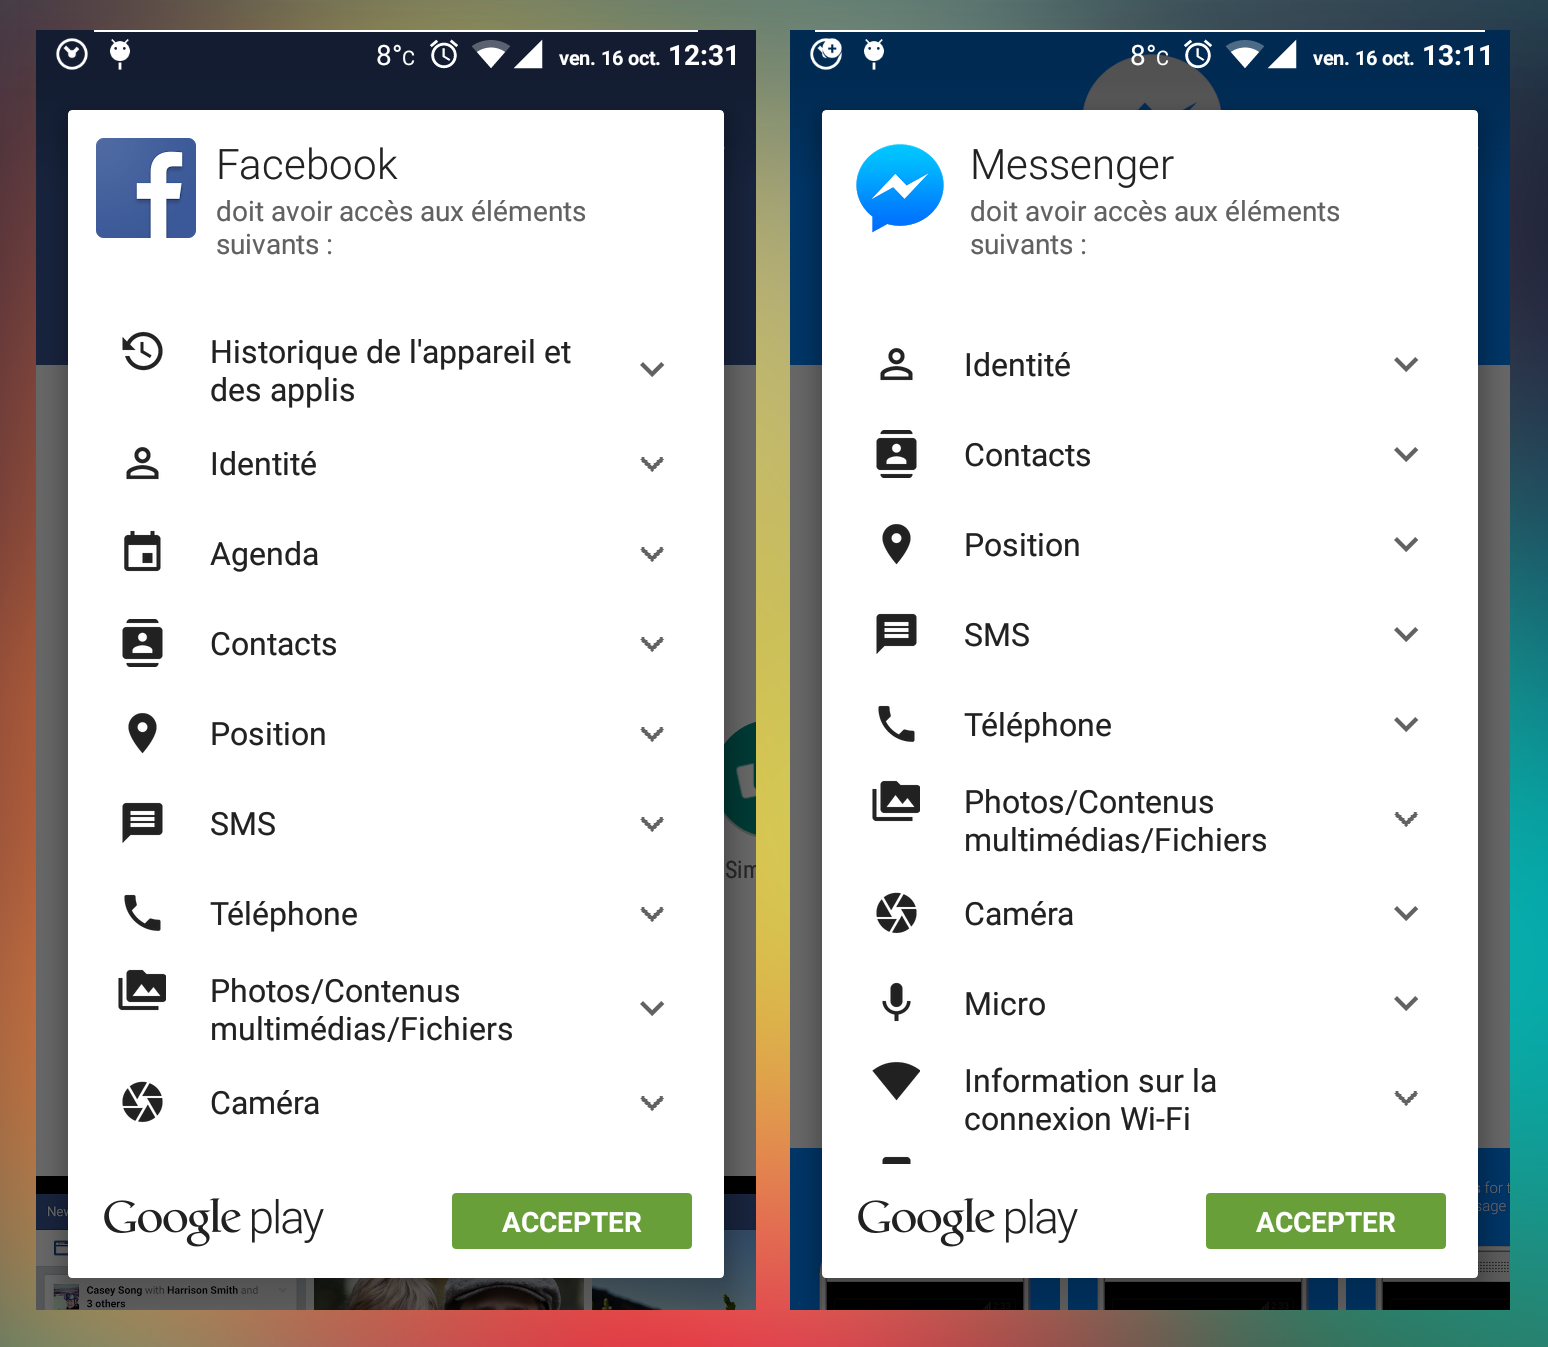 8°C ven. 16 oct. 12:31
Facebook
doit avoir accès aux éléments
suivants :
Historique de l'appareil et
des applis
Identité
Agenda
Contacts
Position
SMS
Téléphone
Photos/Contenus
multimédias/Fichiers
Caméra
Google play
ACCEPTER
Casey Song with Harrison Smith and
3 others
8°C ven. 16 oct. 13:11
Messenger
doit avoir accès aux éléments
suivants :
Identité
Contacts
Position
SMS
Téléphone
Photos/Contenus
multimédias/Fichiers
Caméra
Micro
Information sur la
connexion Wi-Fi
Google play
ACCEPTER